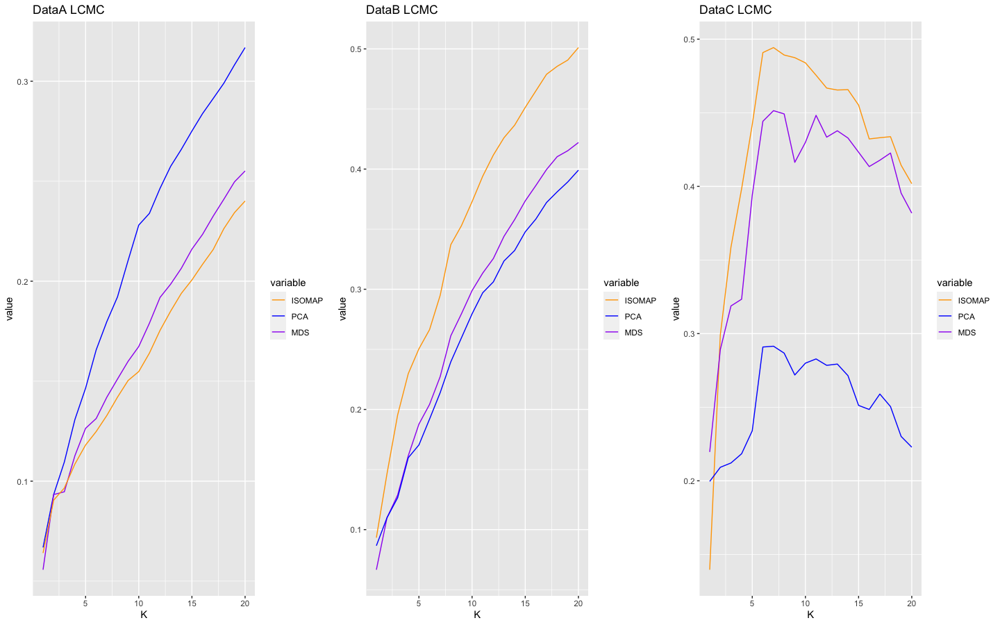 DataA LCMC
value
0.3
0.2
0.1
5 10 15 20
K
variable
ISOMAP
PCA
MDS
DataB LCMC
value
0.5
0.4
0.3
0.2
0.1
5 10 15 20
K
variable
ISOMAP
PCA
MDS
DataC LCMC
value
0.5
0.4
0.3
0.2
5 10 15 20
K
variable
ISOMAP
PCA
MDS